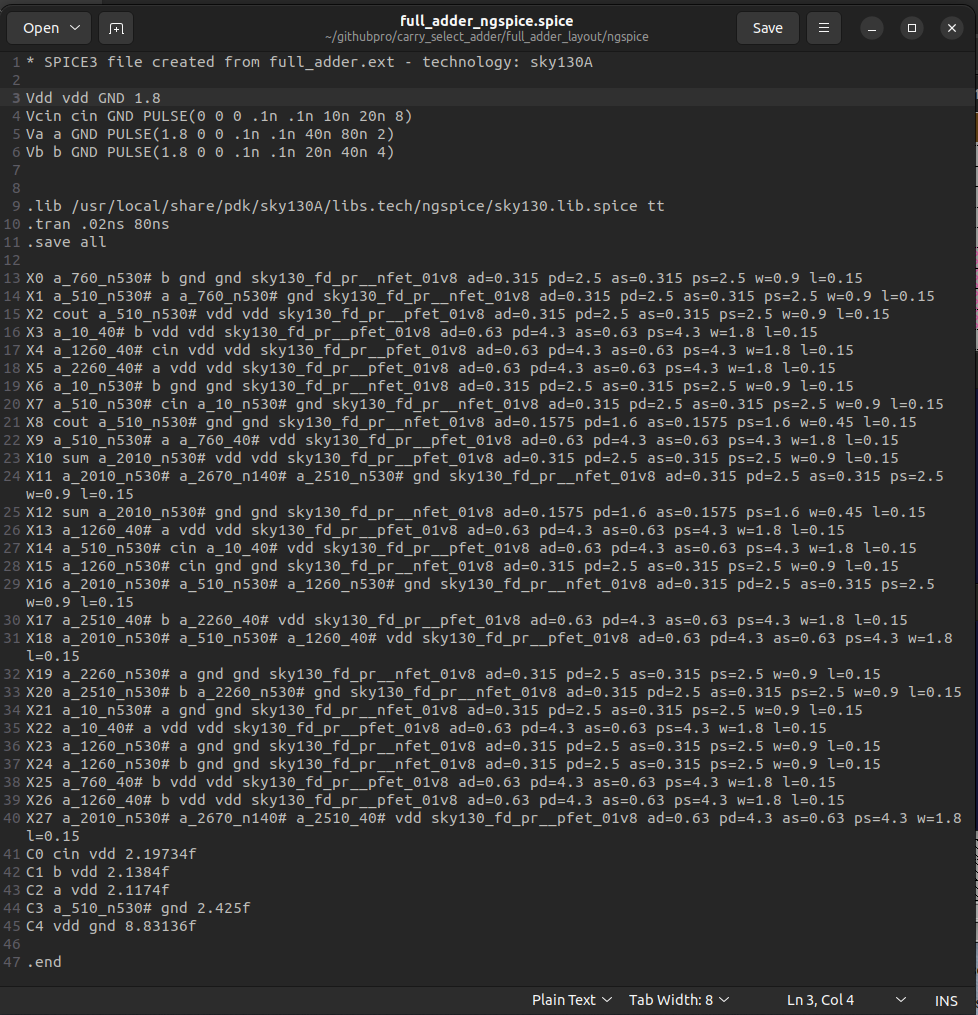 Open
full_adder_ngspice.spice
~/githubpro/carry_select_adder/full_adder_layout/ngspice
Save
1 * SPICE3 file created from full_adder.ext - technology: sky130A
2
3 Vdd vdd GND 1.8
4 Vcin cin GND PULSE(0 0 0 .1n .1n 10n 20n 8)
5 Va a GND PULSE(1.8 0 0 .1n .1n 40n 80n 2)
6 Vb b GND PULSE(1.8 0 0 .1n .1n 20n 40n 4)
7
8
9 .lib /usr/local/share/pdk/sky130A/libs.tech/ngspice/sky130.lib.spice tt
10 .tran .02ns 80ns
11 .save all
12
13 X0 a_760_n530# b gnd gnd sky130_fd_pr__nfet_01v8 ad=0.315 pd=2.5 as=0.315 ps=2.5 w=0.9 l=0.15
14 X1 a_510_n530# a a_760_n530# gnd sky130_fd_pr__nfet_01v8 ad=0.315 pd=2.5 as=0.315 ps=2.5 w=0.9 l=0.15
15 X2 cout a_510_n530# vdd vdd sky130_fd_pr__pfet_01v8 ad=0.315 pd=2.5 as=0.315 ps=2.5 w=0.9 l=0.15
16 X3 a_10_40# b vdd vdd sky130_fd_pr__pfet_01v8 ad=0.63 pd=4.3 as=0.63 ps=4.3 w=1.8 l=0.15
17 X4 a_1260_40# cin vdd vdd sky130_fd_pr__pfet_01v8 ad=0.63 pd=4.3 as=0.63 ps=4.3 w=1.8 l=0.15
18 X5 a_2260_40# a vdd vdd sky130_fd_pr__pfet_01v8 ad=0.63 pd=4.3 as=0.63 ps=4.3 w=1.8 l=0.15
19 X6 a_10_n530# b gnd gnd sky130_fd_pr__nfet_01v8 ad=0.315 pd=2.5 as=0.315 ps=2.5 w=0.9 l=0.15
20 X7 a_510_n530# cin a_10_n530# gnd sky130_fd_pr__nfet_01v8 ad=0.315 pd=2.5 as=0.315 ps=2.5 w=0.9 l=0.15
21 X8 cout a_510_n530# gnd gnd sky130_fd_pr__nfet_01v8 ad=0.1575 pd=1.6 as=0.1575 ps=1.6 w=0.45 l=0.15
22 X9 a_510_n530# a a_760_40# vdd sky130_fd_pr__pfet_01v8 ad=0.63 pd=4.3 as=0.63 ps=4.3 w=1.8 l=0.15
23 X10 sum a_2010_n530# vdd vdd sky130_fd_pr__pfet_01v8 ad=0.315 pd=2.5 as=0.315 ps=2.5 w=0.9 l=0.15
24 X11 a_2010_n530# a_2670_n140# a_2510_n530# gnd sky130_fd_pr__nfet_01v8 ad=0.315 pd=2.5 as=0.315 ps=2.5
w=0.9 l=0.15
25 X12 sum a_2010_n530# gnd gnd sky130_fd_pr__nfet_01v8 ad=0.1575 pd=1.6 as=0.1575 ps=1.6 w=0.45 l=0.15
26 X13 a_1260_40# a vdd vdd sky130_fd_pr__pfet_01v8 ad=0.63 pd=4.3 as=0.63 ps=4.3 w=1.8 l=0.15
27 X14 a_510_n530# cin a_10_40# vdd sky130_fd_pr__pfet_01v8 ad=0.63 pd=4.3 as=0.63 ps=4.3 w=1.8 l=0.15
28 X15 a_1260_n530# cin gnd gnd sky130_fd_pr__nfet_01v8 ad=0.315 pd=2.5 as=0.315 ps=2.5 w=0.9 l=0.15
29 X16 a_2010_n530# a_510_n530# a_1260_n530# gnd sky130_fd_pr__nfet_01v8 ad=0.315 pd=2.5 as=0.315 ps=2.5
w=0.9 l=0.15
30 X17 a_2510_40# b a_2260_40# vdd sky130_fd_pr__pfet_01v8 ad=0.63 pd=4.3 as=0.63 ps=4.3 w=1.8 l=0.15
31 X18 a_2010_n530# a_510_n530# a_1260_40# vdd sky130_fd_pr__pfet_01v8 ad=0.63 pd=4.3 as=0.63 ps=4.3 w=1.8
l=0.15
32 X19 a_2260_n530# a gnd gnd sky130_fd_pr__nfet_01v8 ad=0.315 pd=2.5 as=0.315 ps=2.5 w=0.9 l=0.15
33 X20 a_2510_n530# b a_2260_n530# gnd sky130_fd_pr__nfet_01v8 ad=0.315 pd=2.5 as=0.315 ps=2.5 w=0.9 l=0.15
34 X21 a_10_n530# a gnd gnd sky130_fd_pr__nfet_01v8 ad=0.315 pd=2.5 as=0.315 ps=2.5 w=0.9 l=0.15
35 X22 a_10_40# a vdd vdd sky130_fd_pr__pfet_01v8 ad=0.63 pd=4.3 as=0.63 ps=4.3 w=1.8 l=0.15
36 X23 a_1260_n530# a gnd gnd sky130_fd_pr__nfet_01v8 ad=0.315 pd=2.5 as=0.315 ps=2.5 w=0.9 l=0.15
37 X24 a_1260_n530# b gnd gnd sky130_fd_pr__nfet_01v8 ad=0.315 pd=2.5 as=0.315 ps=2.5 w=0.9 l=0.15
38 X25 a_760_40# b vdd vdd sky130_fd_pr__pfet_01v8 ad=0.63 pd=4.3 as=0.63 ps=4.3 w=1.8 l=0.15
39 X26 a_1260_40# b vdd vdd sky130_fd_pr__pfet_01v8 ad=0.63 pd=4.3 as=0.63 ps=4.3 w=1.8 l=0.15
40 X27 a_2010_n530# a_2670_n140# a_2510_40# vdd sky130_fd_pr__pfet_01v8 ad=0.63 pd=4.3 as=0.63 ps=4.3 w=1.8
l=0.15
41 C0 cin vdd 2.19734f
42 C1 b vdd 2.1384f
43 C2 a vdd 2.1174f
44 C3 a_510_n530# gnd 2.425f
45 C4 vdd gnd 8.83136f
46
47 .end
Plain Text Tab Width: 8 Ln 3, Col 4 INS